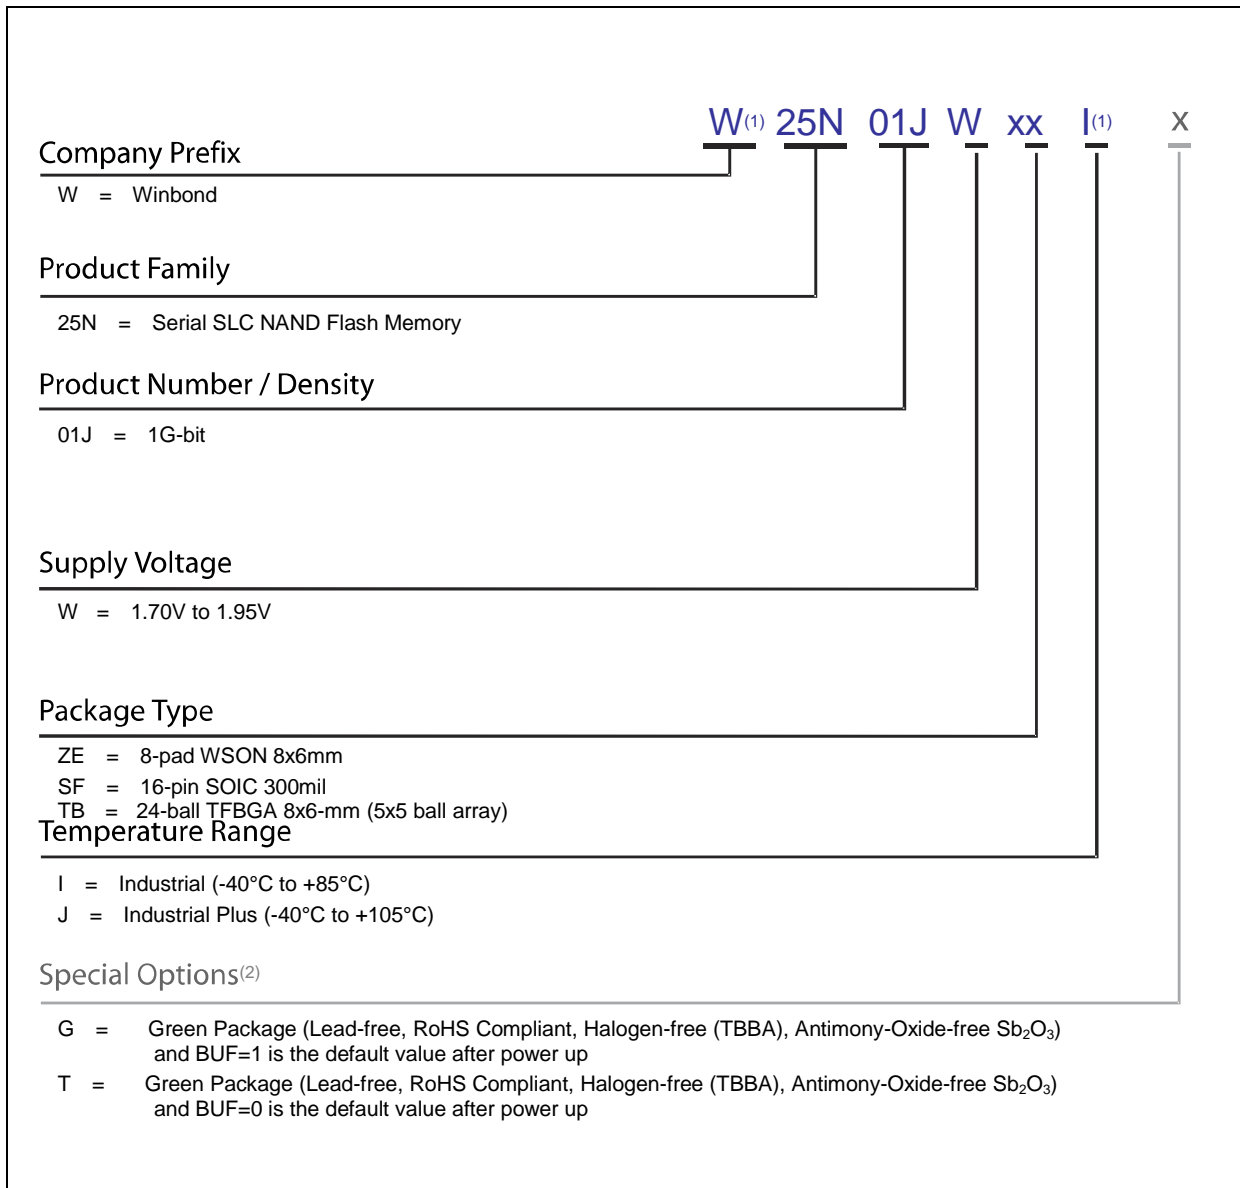 W(1) 25N 01J W xx I(1) x
Company Prefix
W = Winbond
Product Family
25N = Serial SLC NAND Flash Memory
Product Number / Density
01J = 1G-bit
Supply Voltage
W = 1.70V to 1.95V
Package Type
ZE = 8-pad WSON 8x6mm
SF = 16-pin SOIC 300mil
TB = 24-ball TFBGA 8x6-mm (5x5 ball array)
Temperature Range
I = Industrial (-40°C to +85°C)
J = Industrial Plus (-40°C to +105°C)
Special Options(2)
G = Green Package (Lead-free, RoHS Compliant, Halogen-free (TBBA), Antimony-Oxide-free Sb₂O₃)
and BUF=1 is the default value after power up
T = Green Package (Lead-free, RoHS Compliant, Halogen-free (TBBA), Antimony-Oxide-free Sb₂O₃)
and BUF=0 is the default value after power up